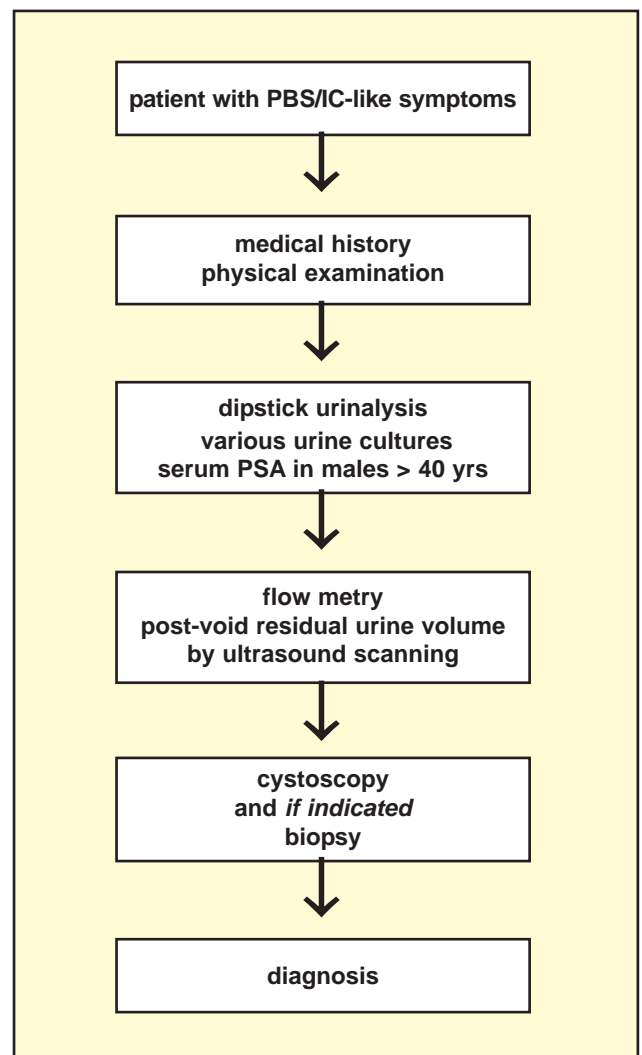 patient with PBS/IC-like symptoms
medical history
physical examination
dipstick urinalysis
various urine cultures
serum PSA in males > 40 yrs
flow metry
post-void residual urine volume
by ultrasound scanning
cystoscopy
and if indicated
biopsy
diagnosis